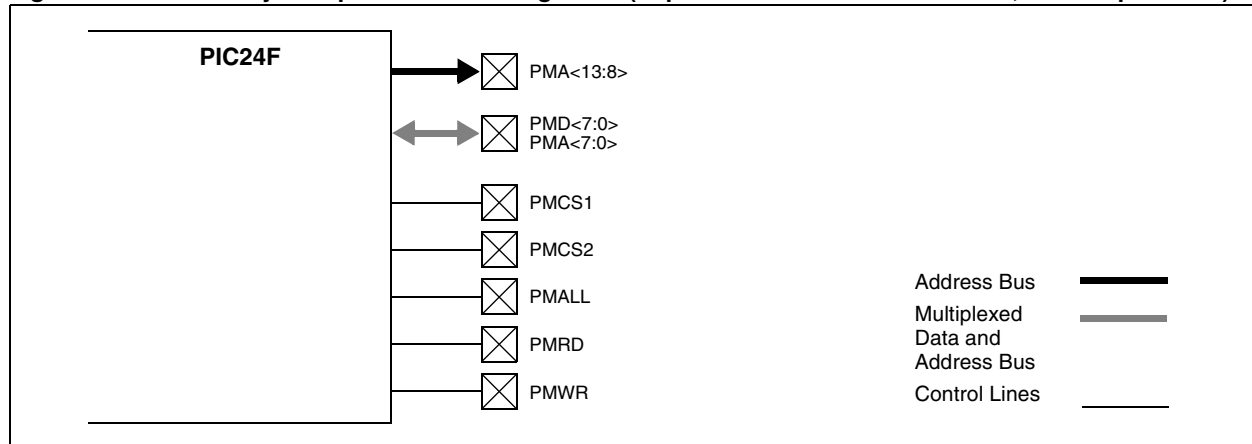 PIC24F
PMA<13:8>
PMD<7:0>
PMA<7:0>
PMCS1
PMCS2
PMALL
PMRD
PMWR
Address Bus
Multiplexed
Data and
Address Bus
Control Lines